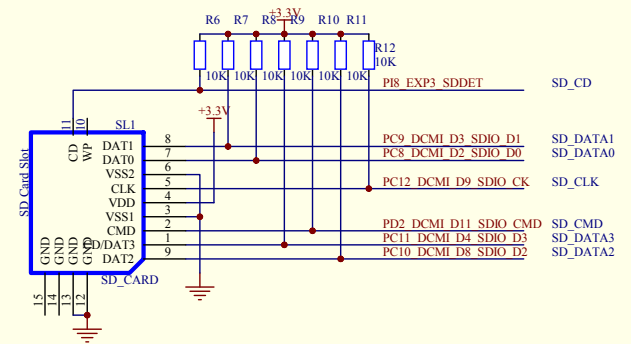 +3.3V
R6 R7 R8 R9 R10 R11
R12
10K
10K 10K 10K 10K 10K 10K
PI8_EXP3_SDDET SD_CD
+3.3V
11 10
SL1
CD WP
SD Card Slot
DAT1 8 PC9_DCMI_D3_SDIO_D1 SD_DATA1
DAT0 7 PC8_DCMI_D2_SDIO_D0 SD_DATA0
VSS2 6
CLK 5 PC12_DCMI_D9_SDIO_CK SD_CLK
VDD 4
VSS1 3
CMD 2 PD2_DCMI_D11_SDIO_CMD SD_CMD
CD/DAT3 1 PC11_DCMI_D4_SDIO_D3 SD_DATA3
DAT2 9 PC10_DCMI_D8_SDIO_D2 SD_DATA2
GND GND GND GND
SD_CARD
15 14 13 12